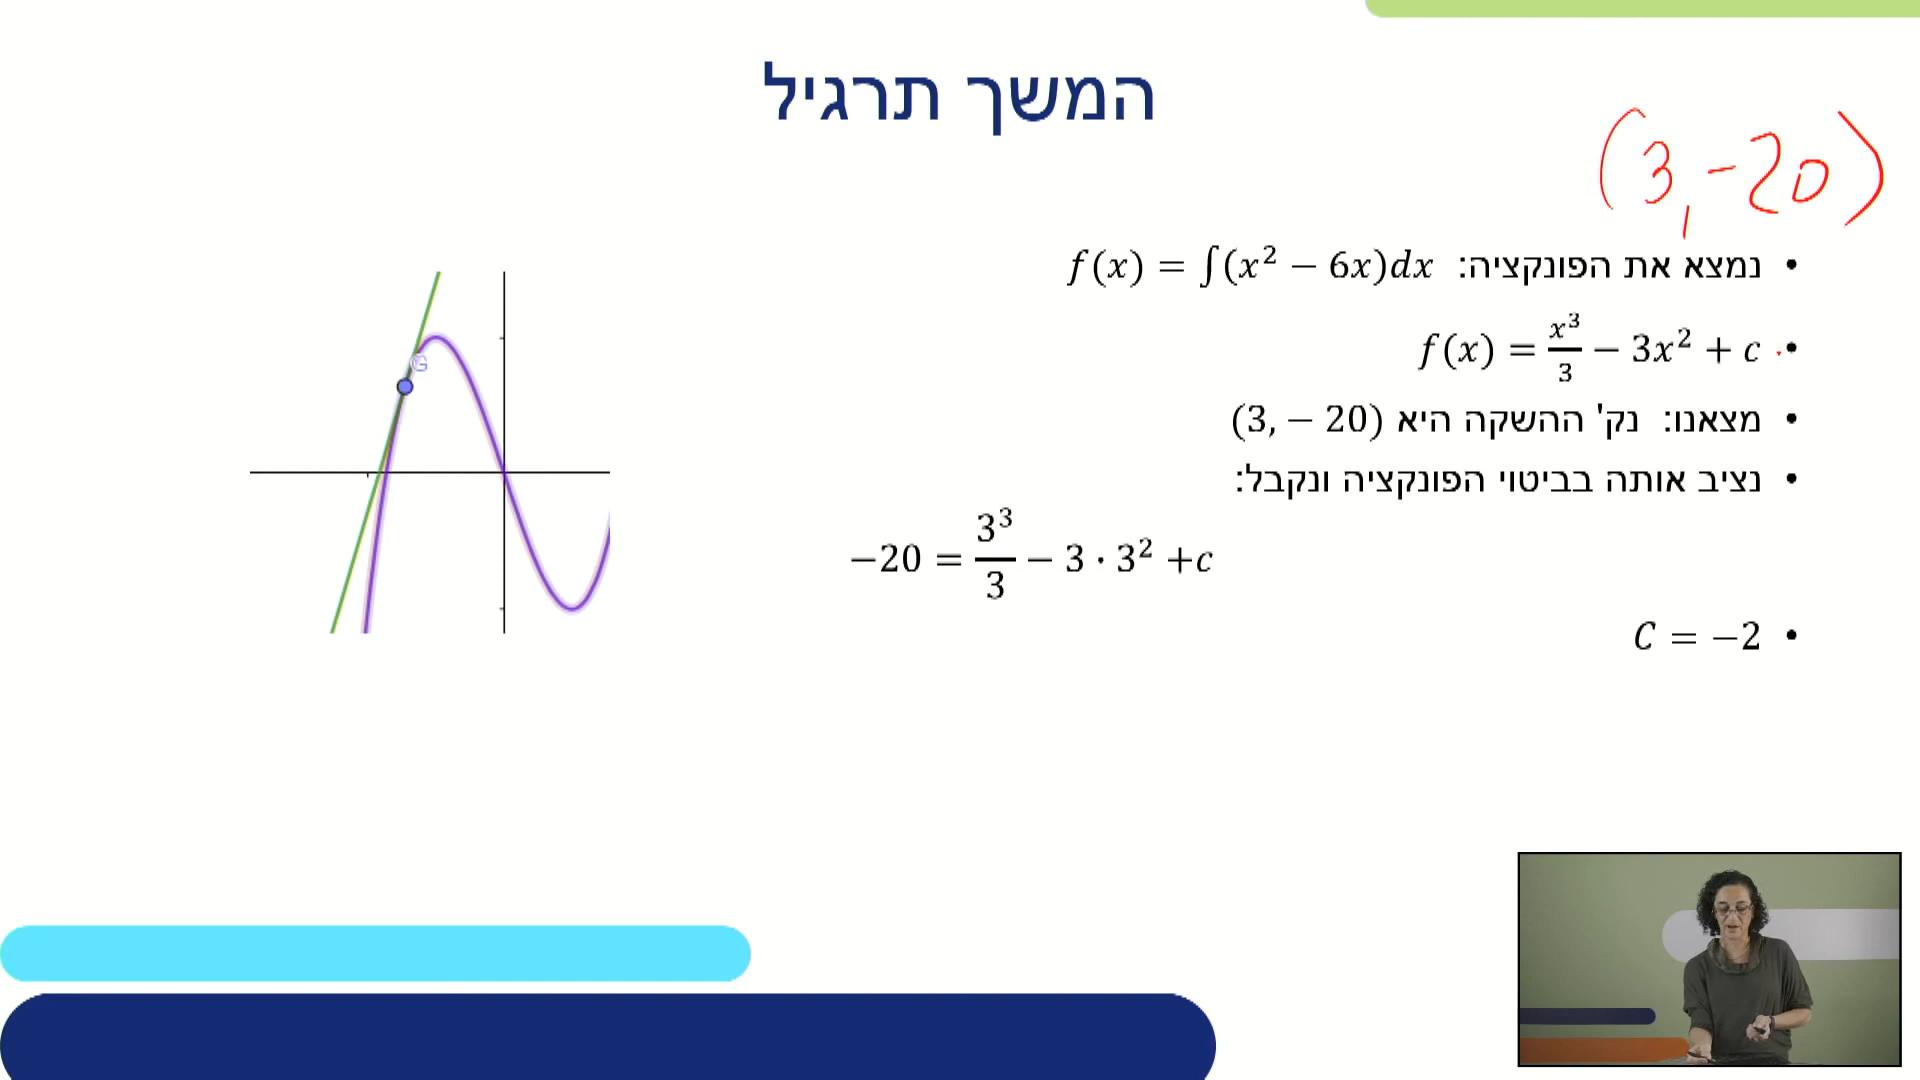 המשך תרגיל
(3, -20)
• נמצא את הפונקציה: f(x) = ∫(x² − 6x)dx
• f(x) = x³/3 − 3x² + c
• מצאנו: נק' ההשקה היא (3, − 20)
• נציב אותה בביטוי הפונקציה ונקבל:
−20 = 3³/3 − 3 · 3² +c
• C = −2
G